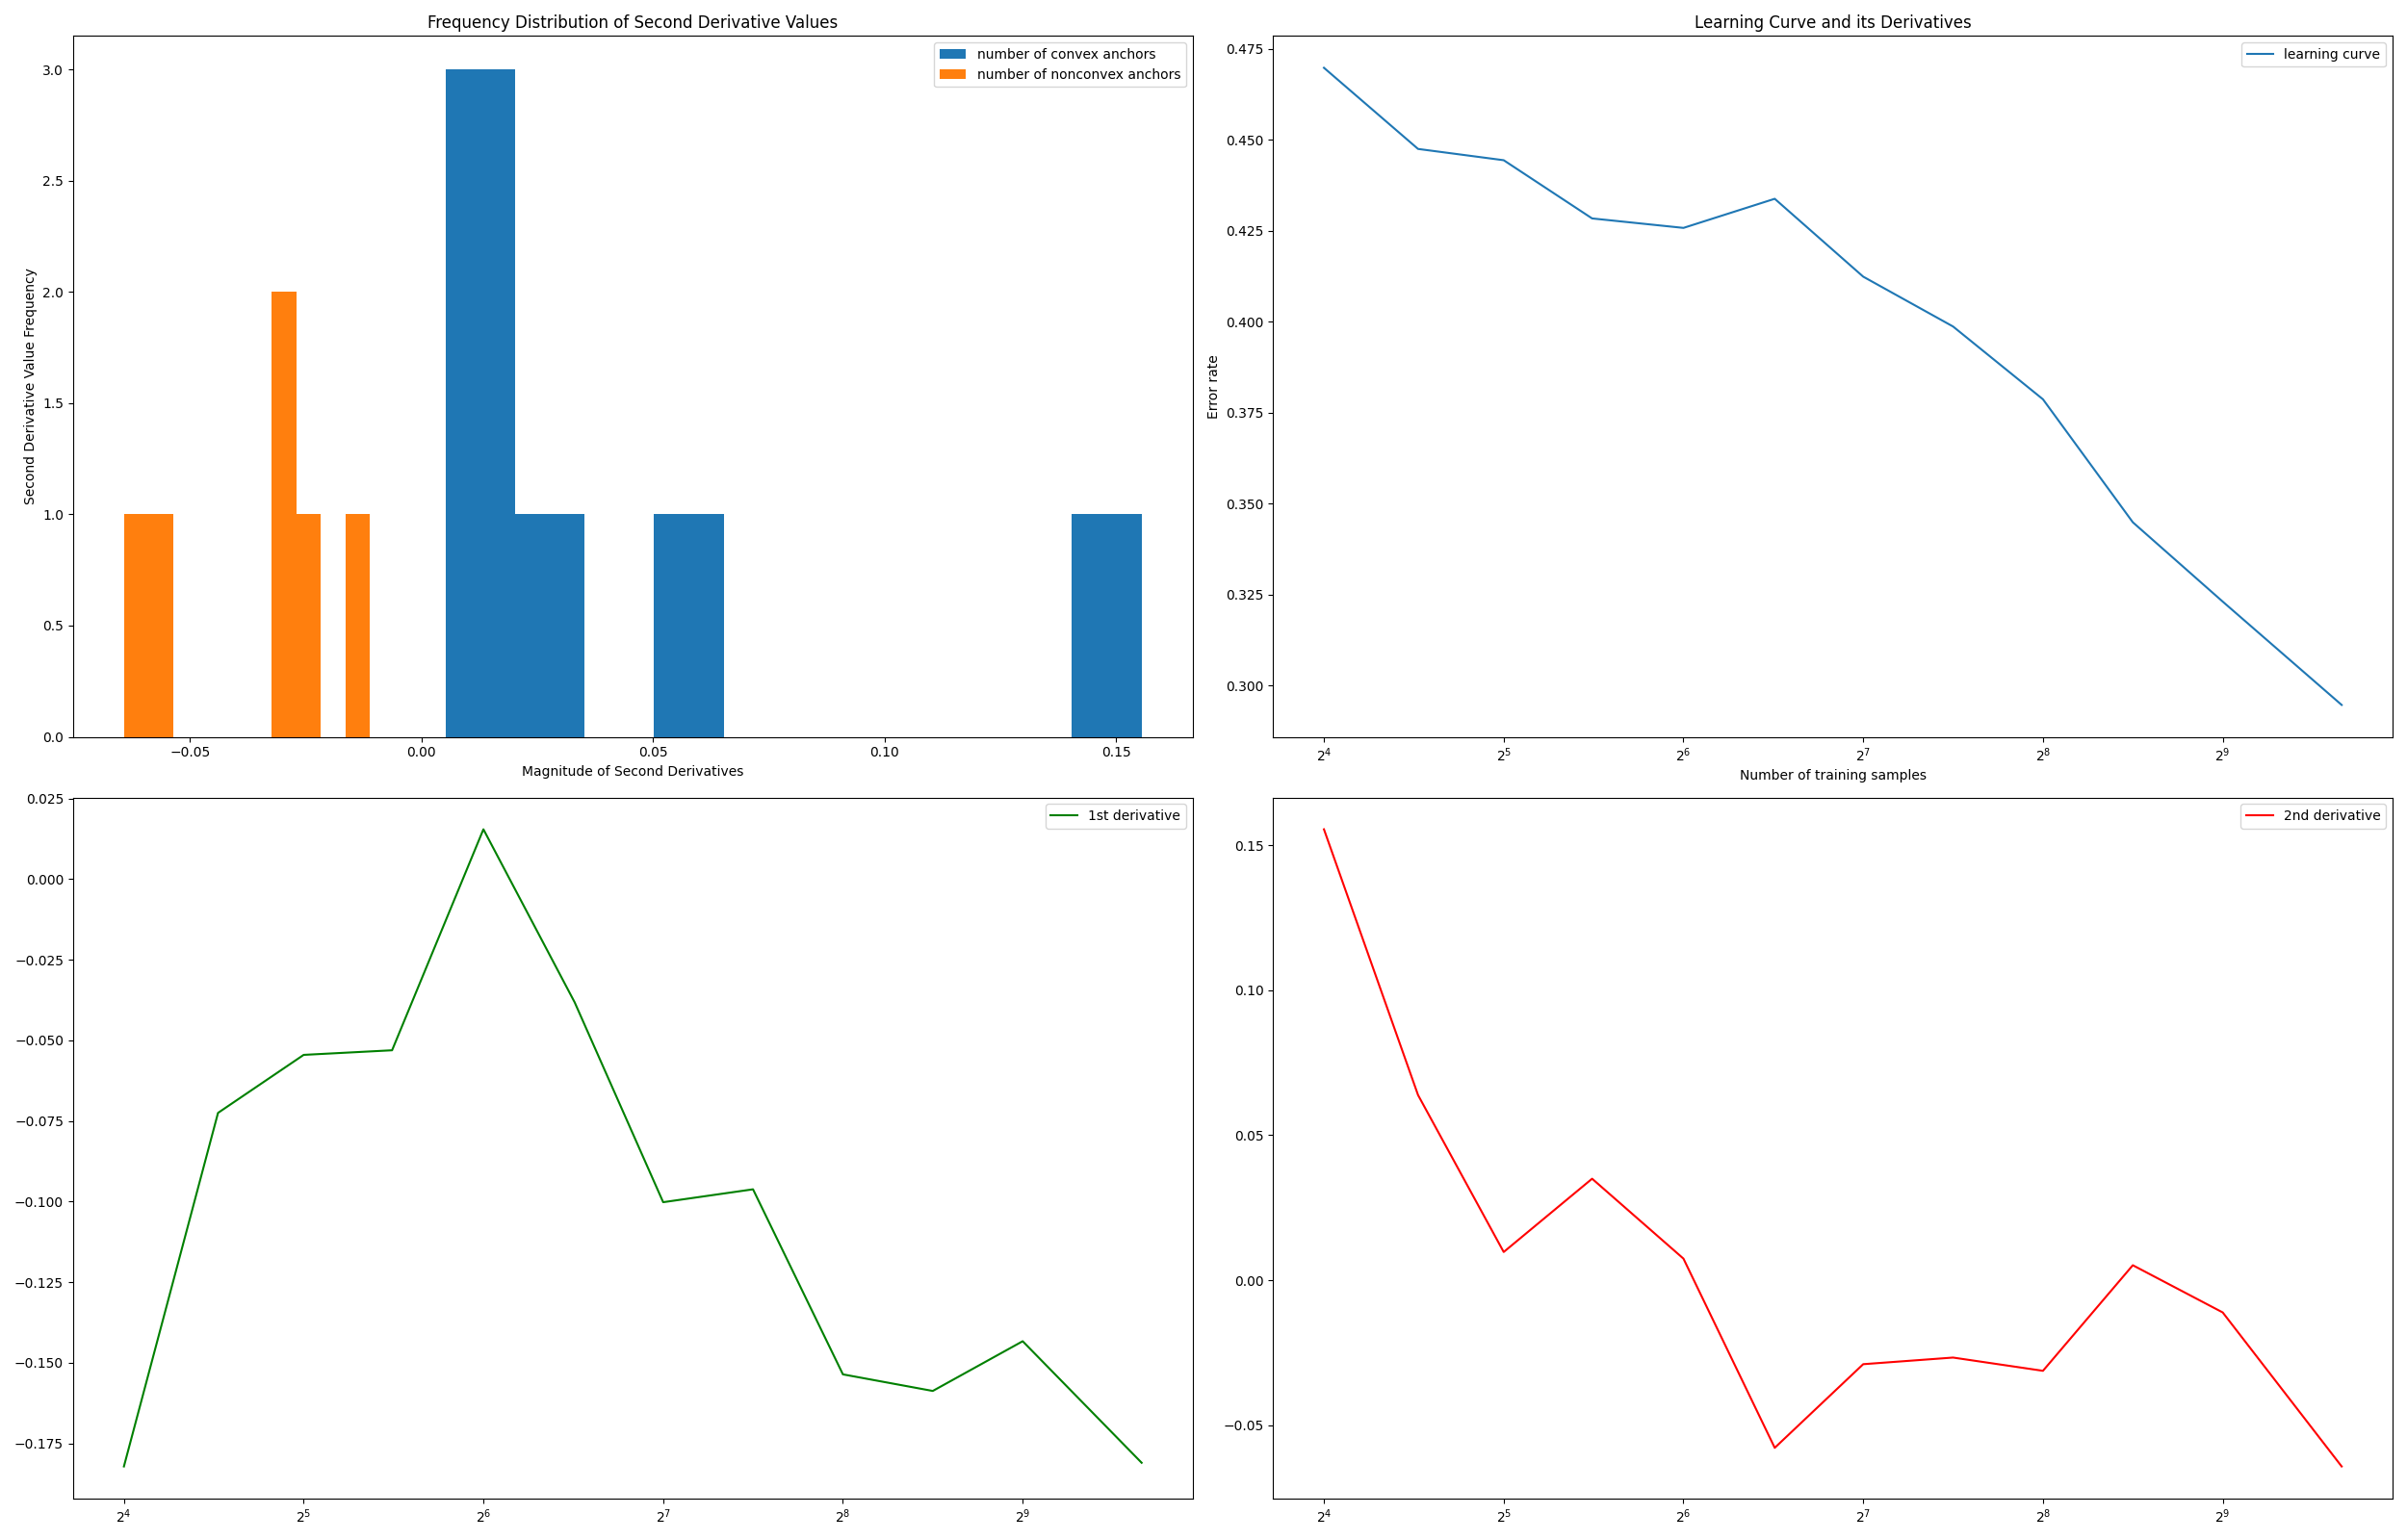 Frequency Distribution of Second Derivative Values
number of convex anchors
number of nonconvex anchors
3.0
2.5
2.0
1.5
1.0
0.5
0.0
Second Derivative Value Frequency
−0.05 0.00 0.05 0.10 0.15
Magnitude of Second Derivatives
Learning Curve and its Derivatives
learning curve
0.475
0.450
0.425
0.400
0.375
0.350
0.325
0.300
Error rate
2⁴ 2⁵ 2⁶ 2⁷ 2⁸ 2⁹
Number of training samples
1st derivative
0.025
0.000
−0.025
−0.050
−0.075
−0.100
−0.125
−0.150
−0.175
2⁴ 2⁵ 2⁶ 2⁷ 2⁸ 2⁹
2nd derivative
0.15
0.10
0.05
0.00
−0.05
2⁴ 2⁵ 2⁶ 2⁷ 2⁸ 2⁹